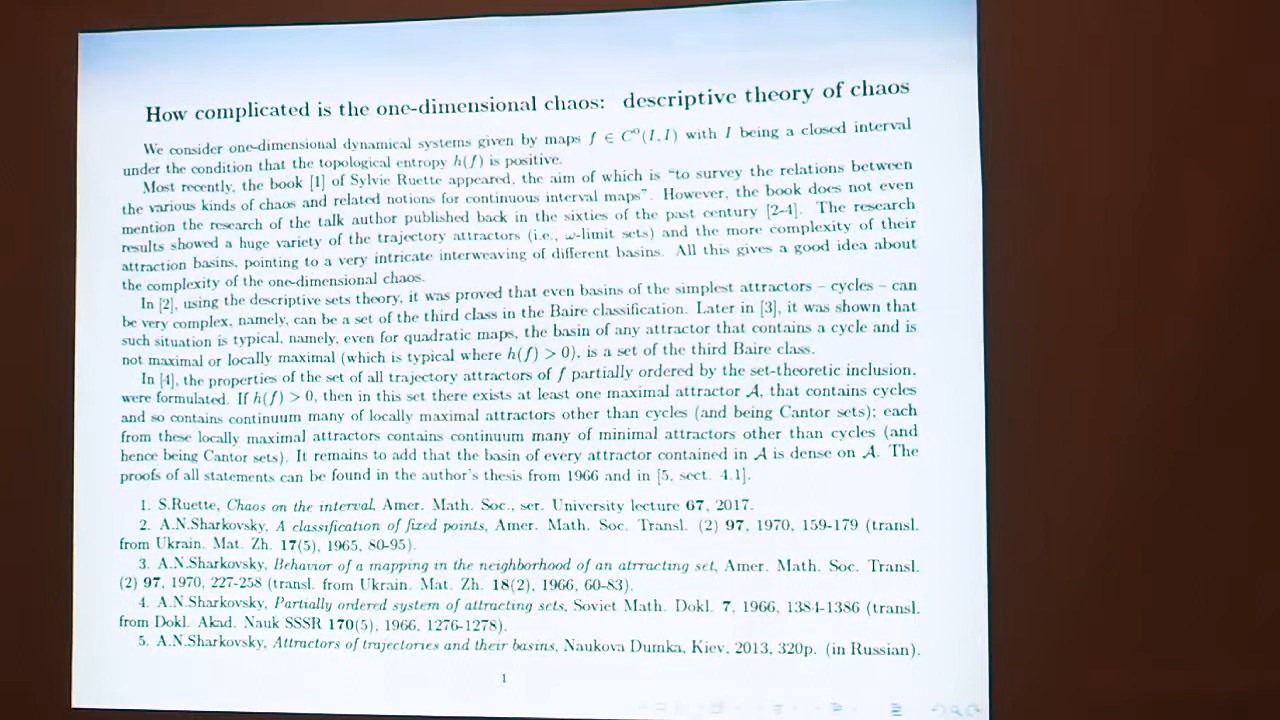 How complicated is the one-dimensional chaos: descriptive theory of chaos
We consider one-dimensional dynamical systems given by maps f ∈ C⁰(I, I) with I being a closed interval
under the condition that the topological entropy h(f) is positive.
Most recently, the book [1] of Sylvie Ruette appeared, the aim of which is “to survey the relations between
the various kinds of chaos and related notions for continuous interval maps”. However, the book does not even
mention the research of the talk author published back in the sixties of the past century [2-4]. The research
results showed a huge variety of the trajectory attractors (i.e., ω-limit sets) and the more complexity of their
attraction basins, pointing to a very intricate interweaving of different basins. All this gives a good idea about
the complexity of the one-dimensional chaos.
In [2], using the descriptive sets theory, it was proved that even basins of the simplest attractors – cycles – can
be very complex, namely, can be a set of the third class in the Baire classification. Later in [3], it was shown that
such situation is typical, namely, even for quadratic maps, the basin of any attractor that contains a cycle and is
not maximal or locally maximal (which is typical where h(f) > 0), is a set of the third Baire class.
In [4], the properties of the set of all trajectory attractors of f partially ordered by the set-theoretic inclusion,
were formulated. If h(f) > 0, then in this set there exists at least one maximal attractor A, that contains cycles
and so contains continuum many of locally maximal attractors other than cycles (and being Cantor sets); each
from these locally maximal attractors contains continuum many of minimal attractors other than cycles (and
hence being Cantor sets). It remains to add that the basin of every attractor contained in A is dense on A. The
proofs of all statements can be found in the author's thesis from 1966 and in [5, sect. 4.1].
1. S.Ruette, Chaos on the interval, Amer. Math. Soc., ser. University lecture 67, 2017.
2. A.N.Sharkovsky, A classification of fized points, Amer. Math. Soc. Transl. (2) 97, 1970, 159-179 (transl.
from Ukrain. Mat. Zh. 17(5), 1965, 80-95).
3. A.N.Sharkovsky, Behavior of a mapping in the neighborhood of an atrracting set, Amer. Math. Soc. Transl.
(2) 97, 1970, 227-258 (transl. from Ukrain. Mat. Zh. 18(2), 1966, 60-83).
4. A.N.Sharkovsky, Partially ordered system of attracting sets, Soviet Math. Dokl. 7, 1966, 1384-1386 (transl.
from Dokl. Akad. Nauk SSSR 170(5), 1966, 1276-1278).
5. A.N.Sharkovsky, Attractors of trajectories and their basins, Naukova Dumka, Kiev, 2013, 320p. (in Russian).
1